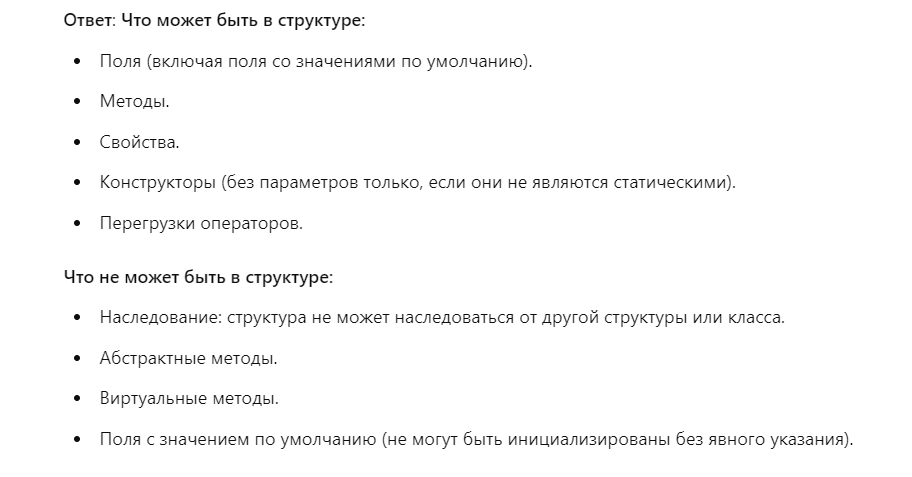 Ответ: Что может быть в структуре:
• Поля (включая поля со значениями по умолчанию).
• Методы.
• Свойства.
• Конструкторы (без параметров только, если они не являются статическими).
• Перегрузки операторов.
Что не может быть в структуре:
• Наследование: структура не может наследоваться от другой структуры или класса.
• Абстрактные методы.
• Виртуальные методы.
• Поля с значением по умолчанию (не могут быть инициализированы без явного указания).